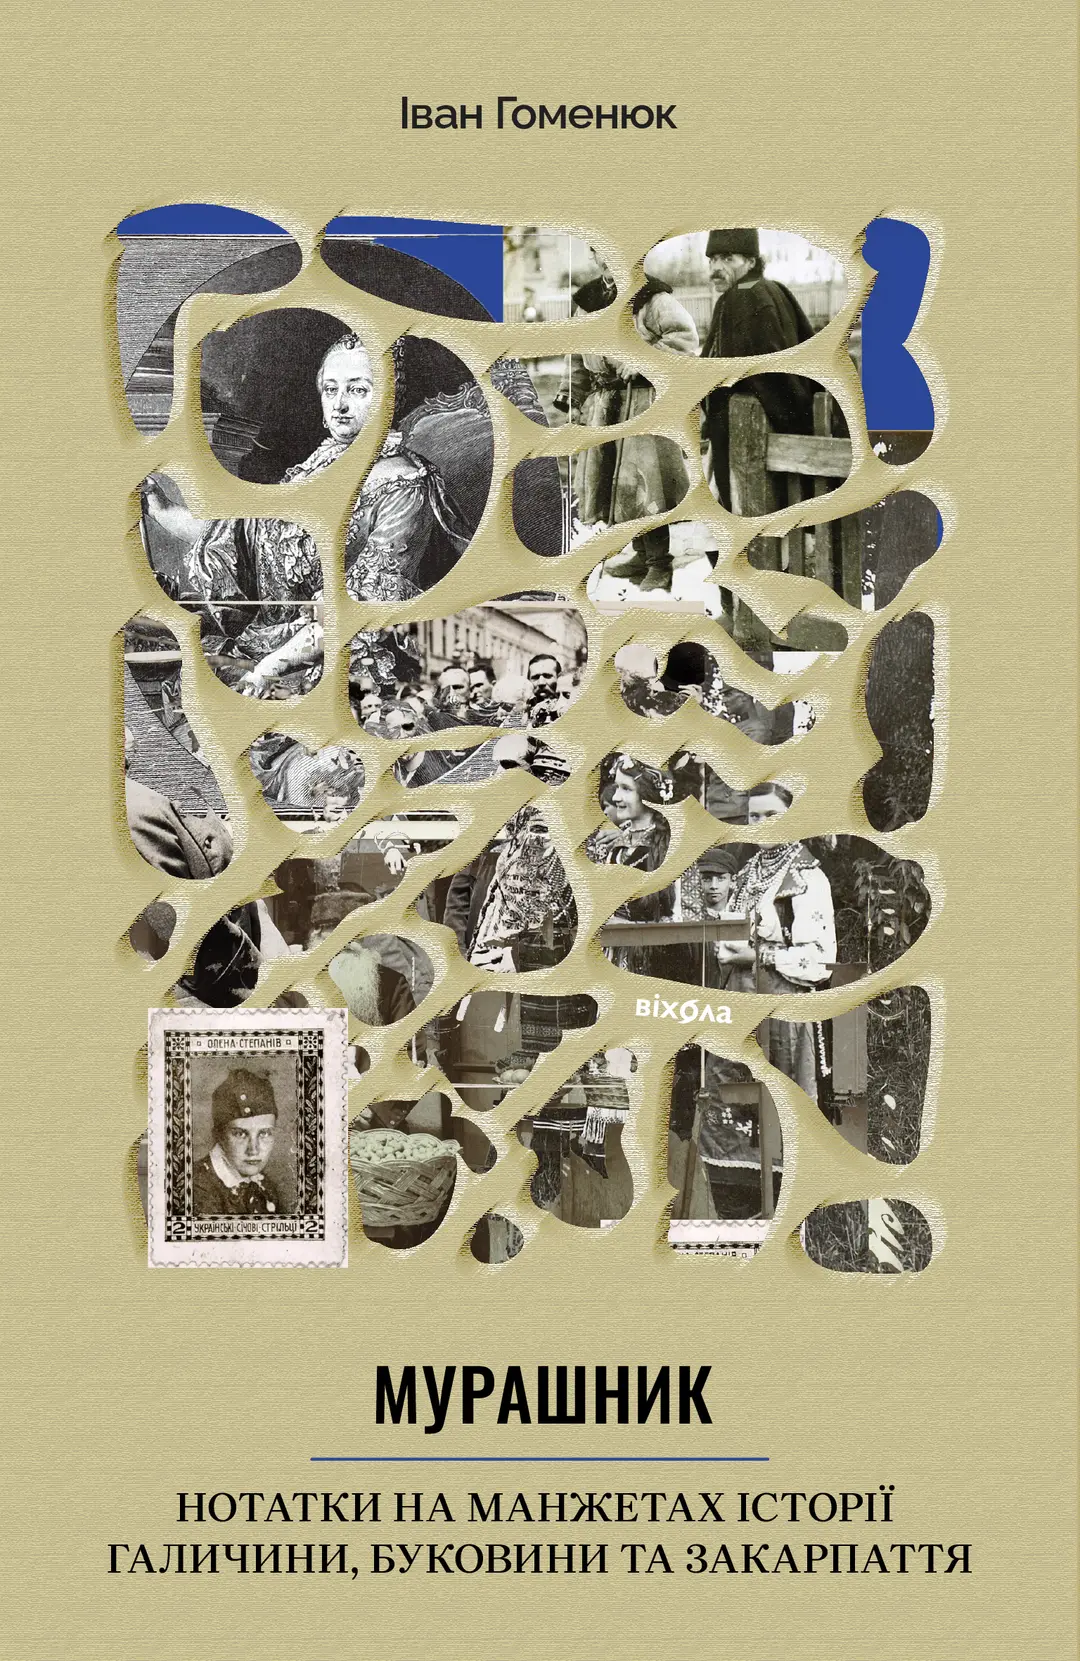 Іван Гоменюк
віхола
ОЛЕНА·СТЕПАНІВ
2 УКРАЇНСЬКІ·СІЧОВІ·СТРІЛЬЦІ 2
МУРАШНИК
НОТАТКИ НА МАНЖЕТАХ ІСТОРІЇ
ГАЛИЧИНИ, БУКОВИНИ ТА ЗАКАРПАТТЯ